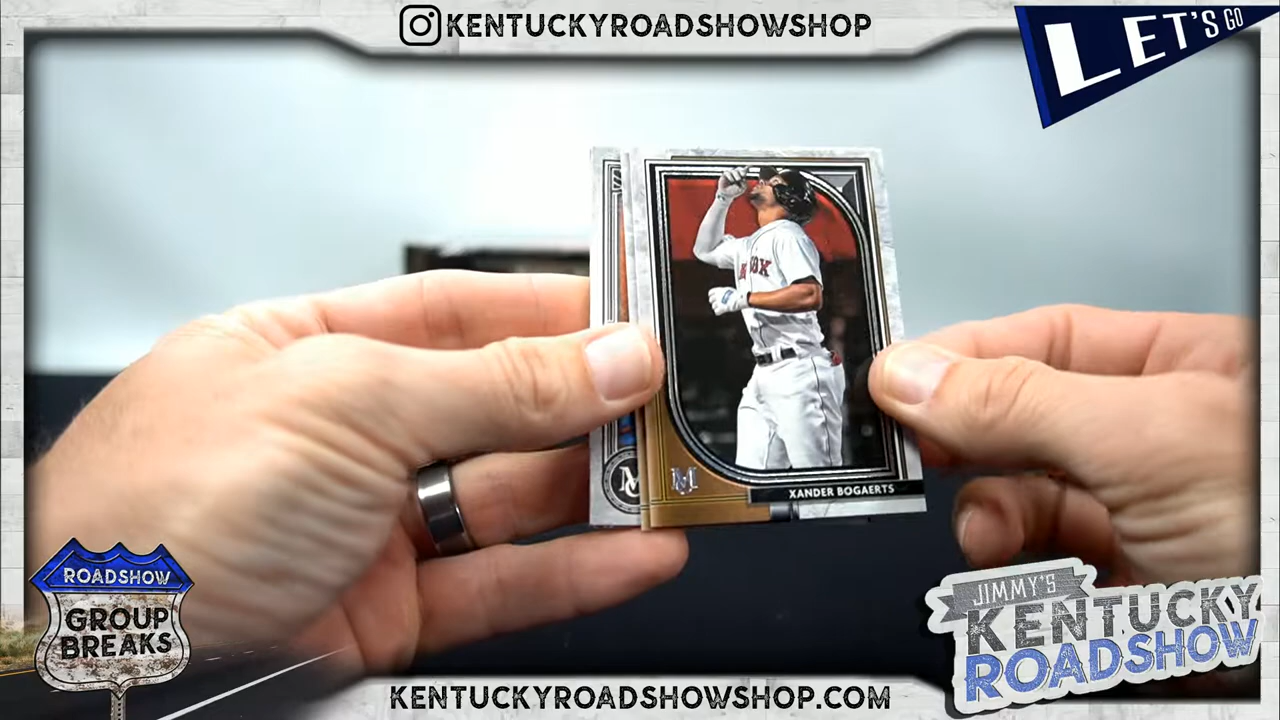 KENTUCKYROADSHOWSHOP
LET'S GO
SOX
XANDER BOGAERTS
M
M
ROADSHOW
GROUP
BREAKS
JIMMY'S
KENTUCKY
ROADSHOW
KENTUCKYROADSHOWSHOP.COM